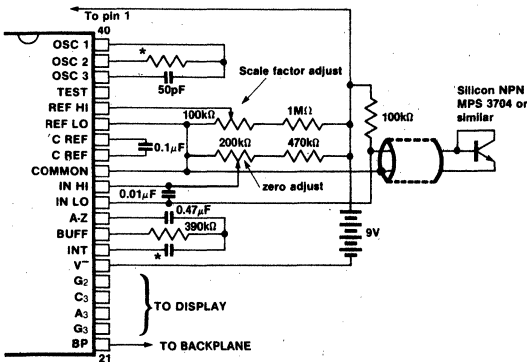 To pin 1
40
OSC 1
OSC 2
*
OSC 3
50pF
TEST
Scale factor adjust
REF HI
REF LO
100kΩ
1MΩ
100kΩ
Silicon NPN
MPS 3704 or
similar
C REF
0.1μF
C REF
200kΩ
470kΩ
COMMON
IN HI
zero adjust
0.01μF
IN LO
0.47μF
A-Z
BUFF
390kΩ
9V
INT
*
V−
G2
C3
TO DISPLAY
A3
G3
BP
TO BACKPLANE
21